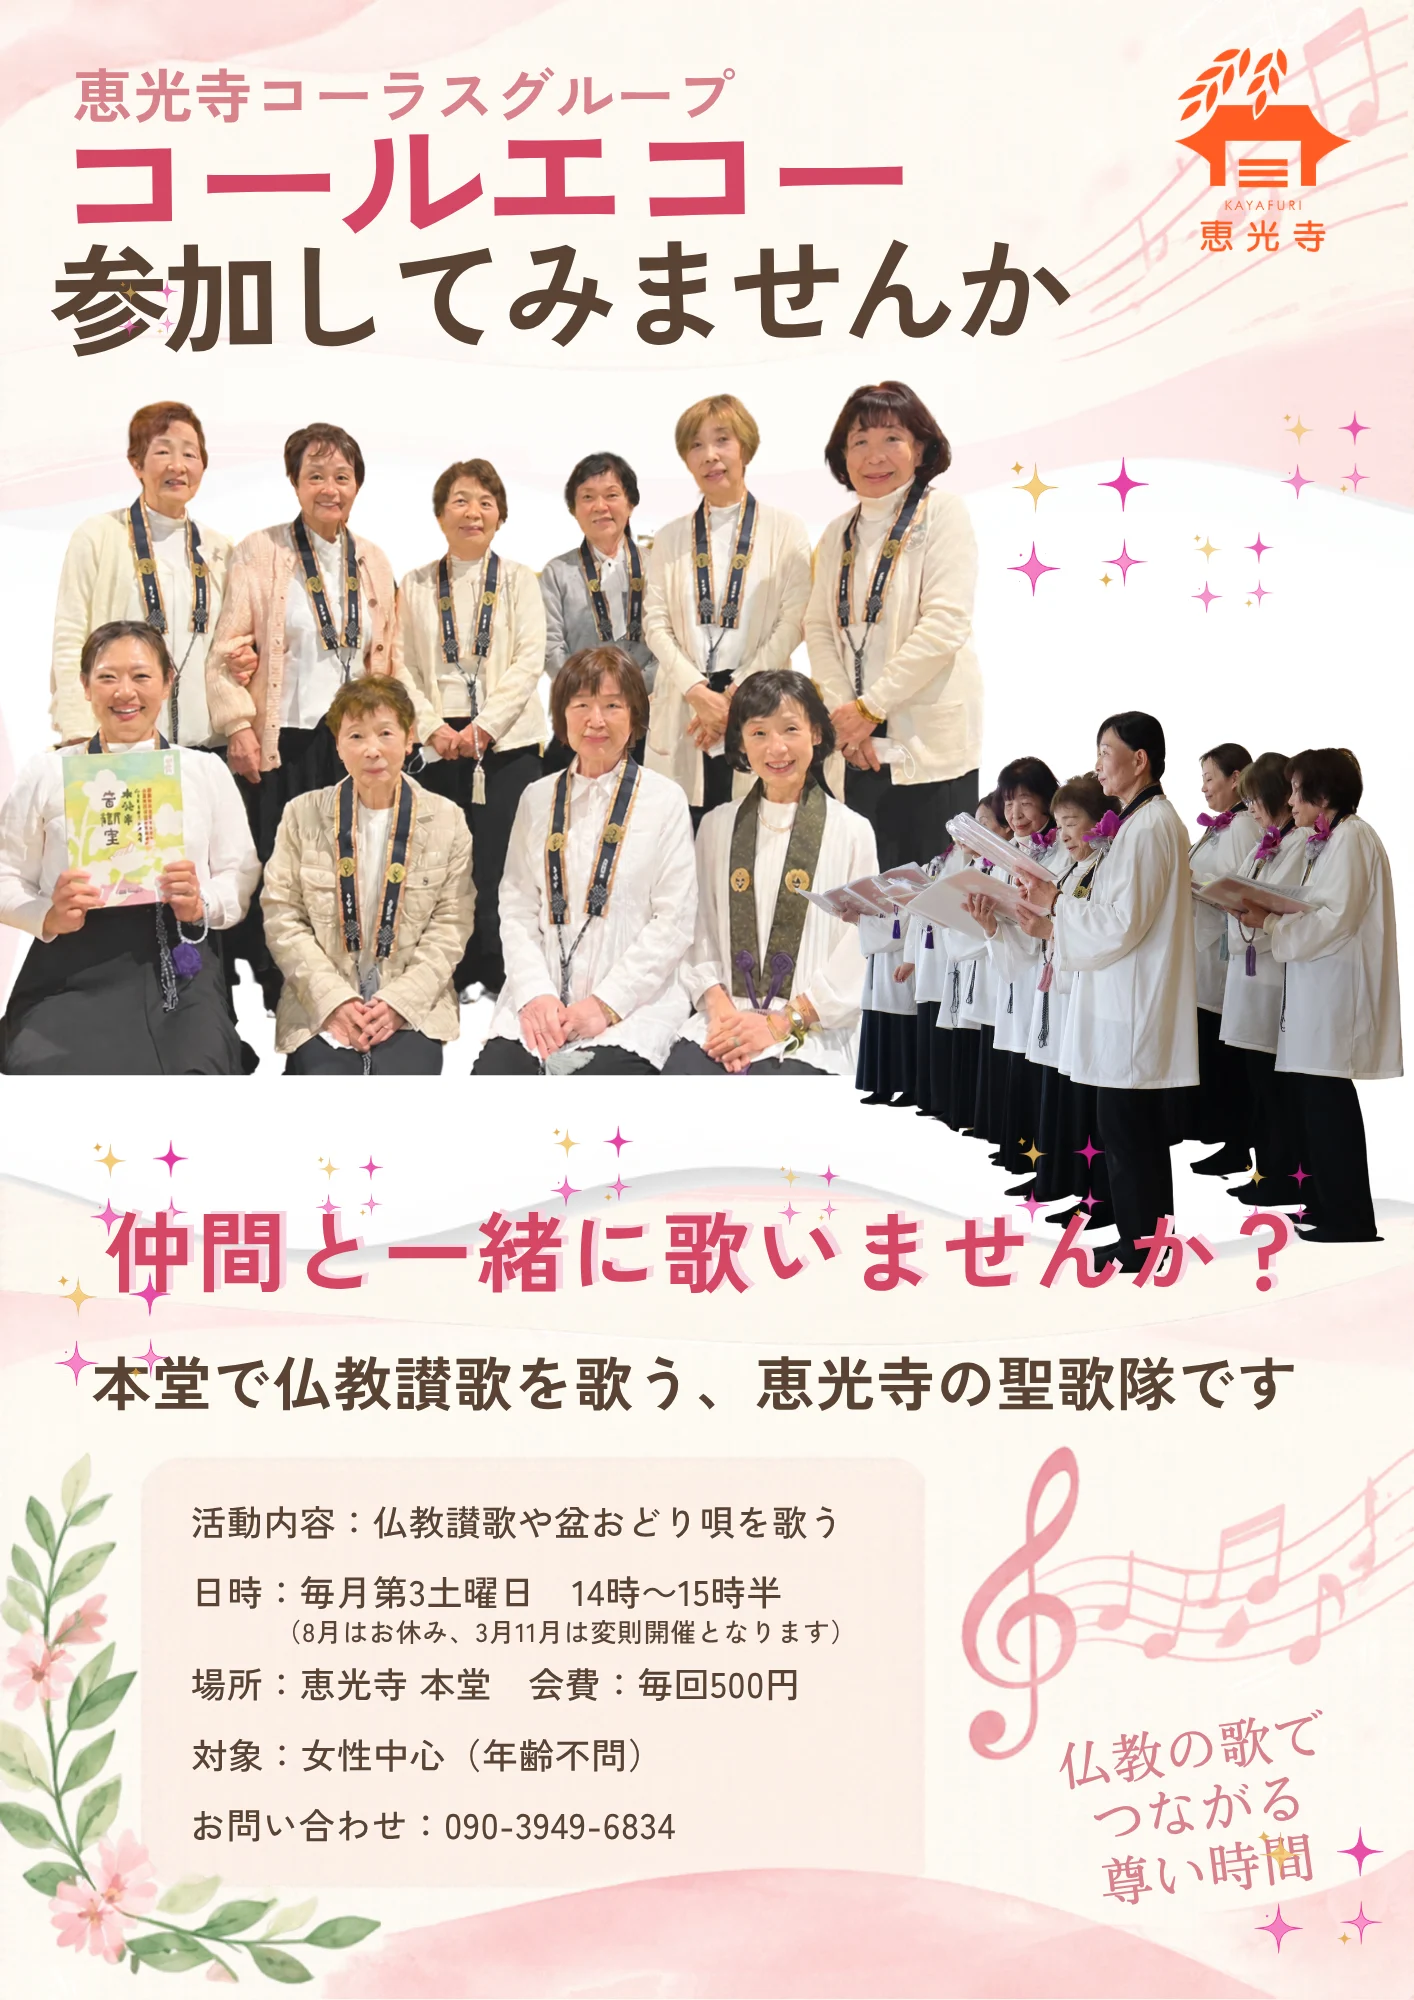 恵光寺コーラスグループ
コールエコー
参加してみませんか
KAYAFURI
恵光寺
音御堂
仲間と一緒に歌いませんか？
本堂で仏教讃歌を歌う、恵光寺の聖歌隊です
活動内容：仏教讃歌や盆おどり唄を歌う
日時：毎月第3土曜日　14時～15時半
（8月はお休み、3月11月は変則開催となります）
場所：恵光寺 本堂　会費：毎回500円
対象：女性中心（年齢不問）
お問い合わせ：090-3949-6834
仏教の歌で
つながる
尊い時間